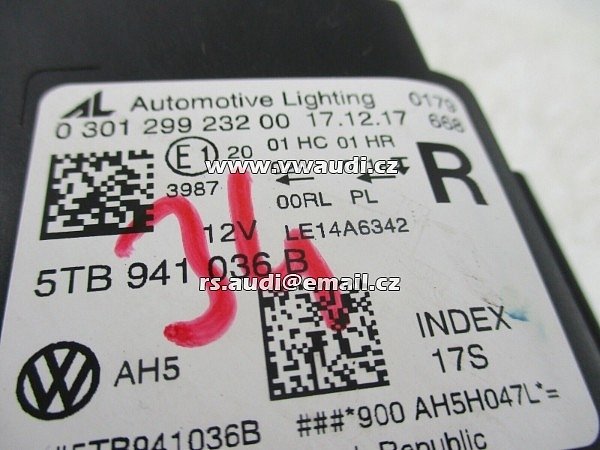 AL Automotive Lighting 0179
0 301 299 232 00 17.12.17 668
E1 20 01 HC 01 HR
www.vwaudi.cz
3987 00RL PL R
12V LE14A6342
34
5TB 941 036 B
rs.audi@email.cz
INDEX
AH5 17S
###*900 AH5H047L*=
#5TB941036B
Republic